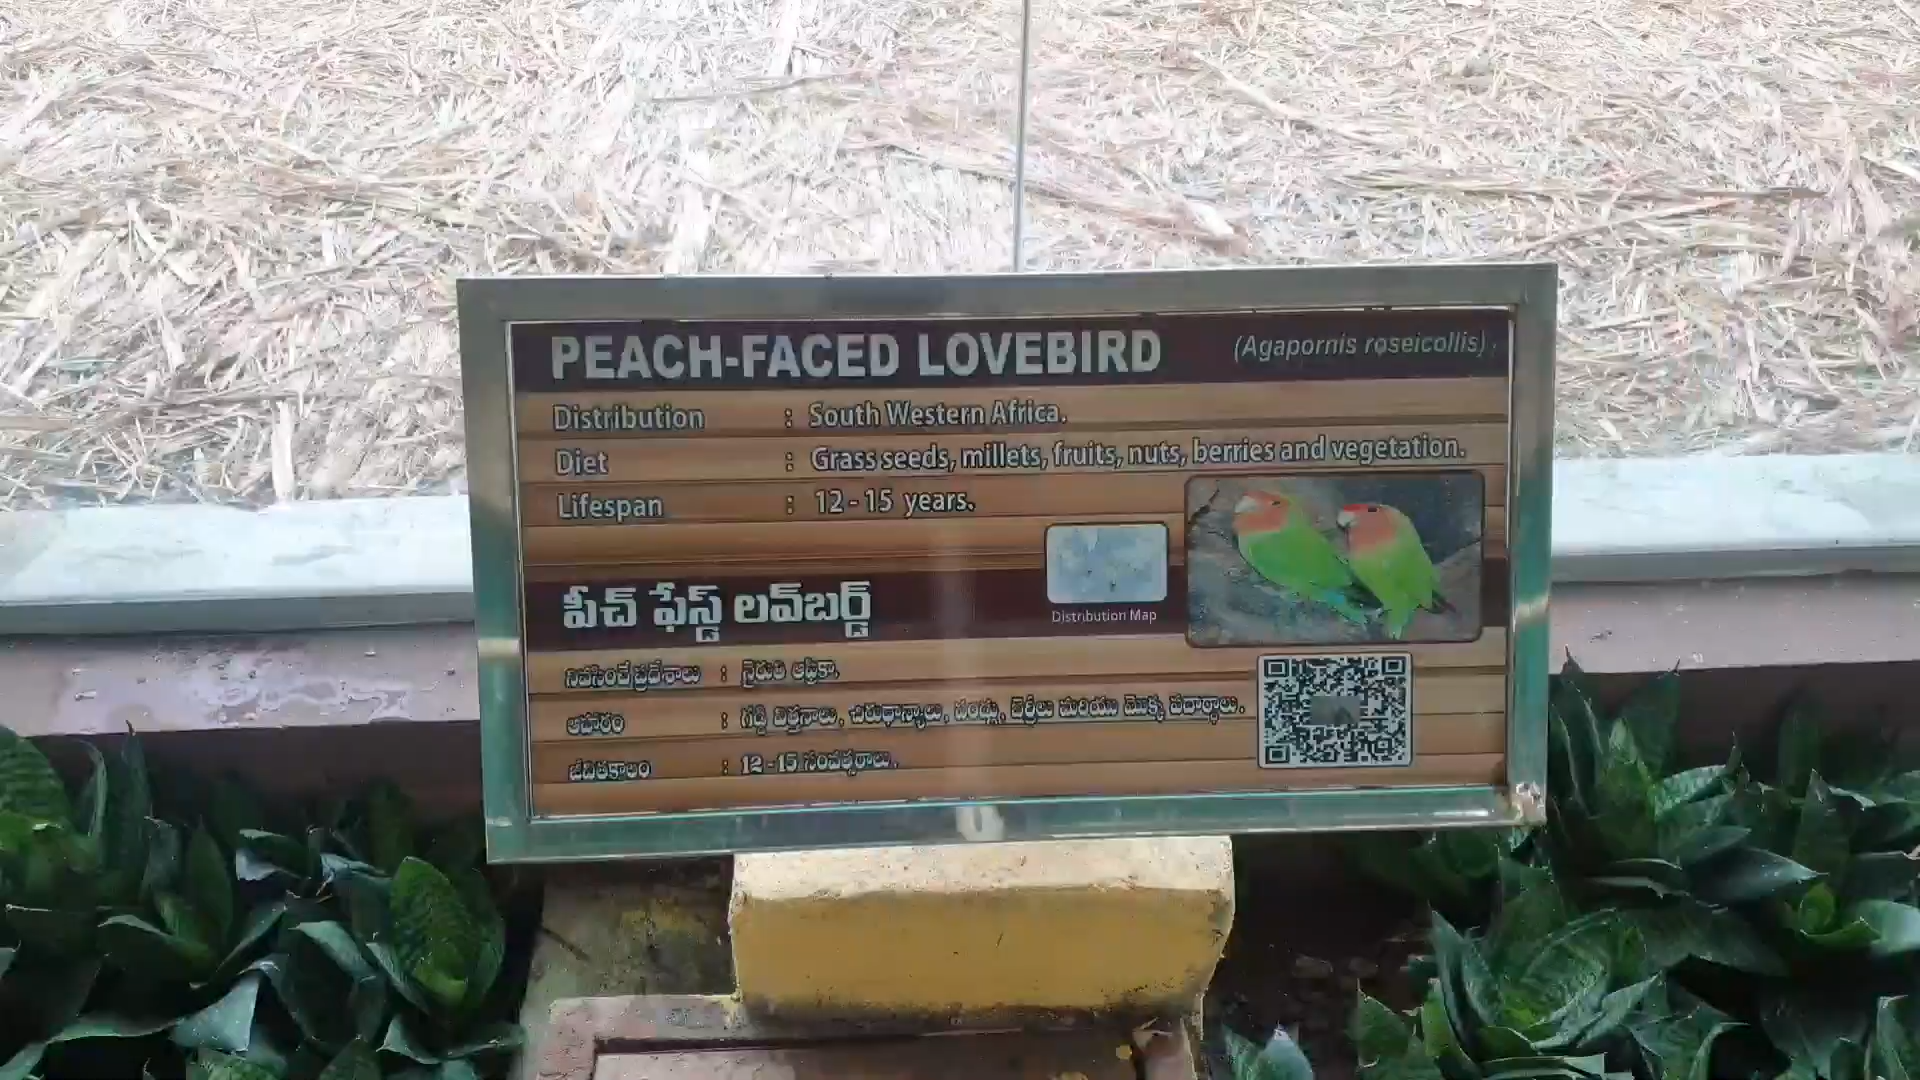 PEACH-FACED LOVEBIRD (Agapornis roseicollis)
Distribution : South Western Africa.
Diet : Grass seeds, millets, fruits, nuts, berries and vegetation.
Lifespan : 12 - 15 years.
Distribution Map
పీచ్ ఫేస్డ్ లవ్‌బర్డ్
నివసించే ప్రదేశాలు : నైరుతి ఆఫ్రికా.
ఆహారం : గడ్డి విత్తనాలు, చిరుధాన్యాలు, పండ్లు, బెర్రీలు మరియు మొక్క పదార్థాలు.
జీవితకాలం : 12 - 15 సంవత్సరాలు.